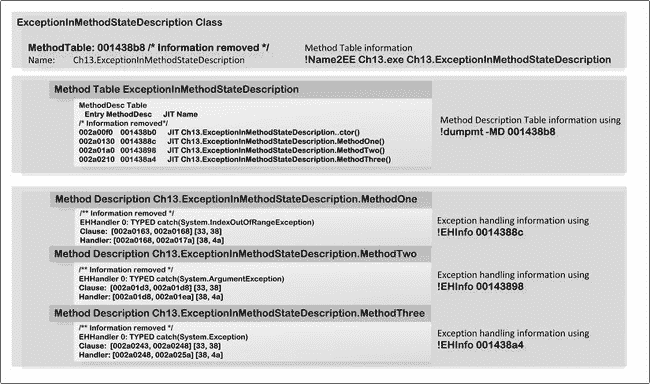 ExceptionInMethodStateDescription Class
MethodTable: 001438b8 /* Information removed */
Name: Ch13.ExceptionInMethodStateDescription
Method Table information
!Name2EE Ch13.exe Ch13.ExceptionInMethodStateDescription
Method Table ExceptionInMethodStateDescription
MethodDesc Table
Entry MethodDesc JIT Name
/* Information removed*/
002a00f0 001438b0 JIT Ch13.ExceptionInMethodStateDescription..ctor()
002a0130 0014388c JIT Ch13.ExceptionInMethodStateDescription.MethodOne()
002a01a0 00143898 JIT Ch13.ExceptionInMethodStateDescription.MethodTwo()
002a0210 001438a4 JIT Ch13.ExceptionInMethodStateDescription.MethodThree()
Method Description Table information using
!dumpmt -MD 001438b8
Method Description Ch13.ExceptionInMethodStateDescription.MethodOne
/** Information removed */
EHHandler 0: TYPED catch(System.IndexOutOfRangeException)
Clause: [002a0163, 002a0168] [33, 38]
Handler: [002a0168, 002a017a] [38, 4a]
Exception handling information using
!EHInfo 0014388c
Method Description Ch13.ExceptionInMethodStateDescription.MethodTwo
/** Information removed */
EHHandler 0: TYPED catch(System.ArgumentException)
Clause: [002a01d3, 002a01d8] [33, 38]
Handler: [002a01d8, 002a01ea] [38, 4a]
Exception handling information using
!EHInfo 00143898
Method Description Ch13.ExceptionInMethodStateDescription.MethodThree
/** Information removed */
EHHandler 0: TYPED catch(System.Exception)
Clause: [002a0243, 002a0248] [33, 38]
Handler: [002a0248, 002a025a] [38, 4a]
Exception handling information using
!EHInfo 001438a4